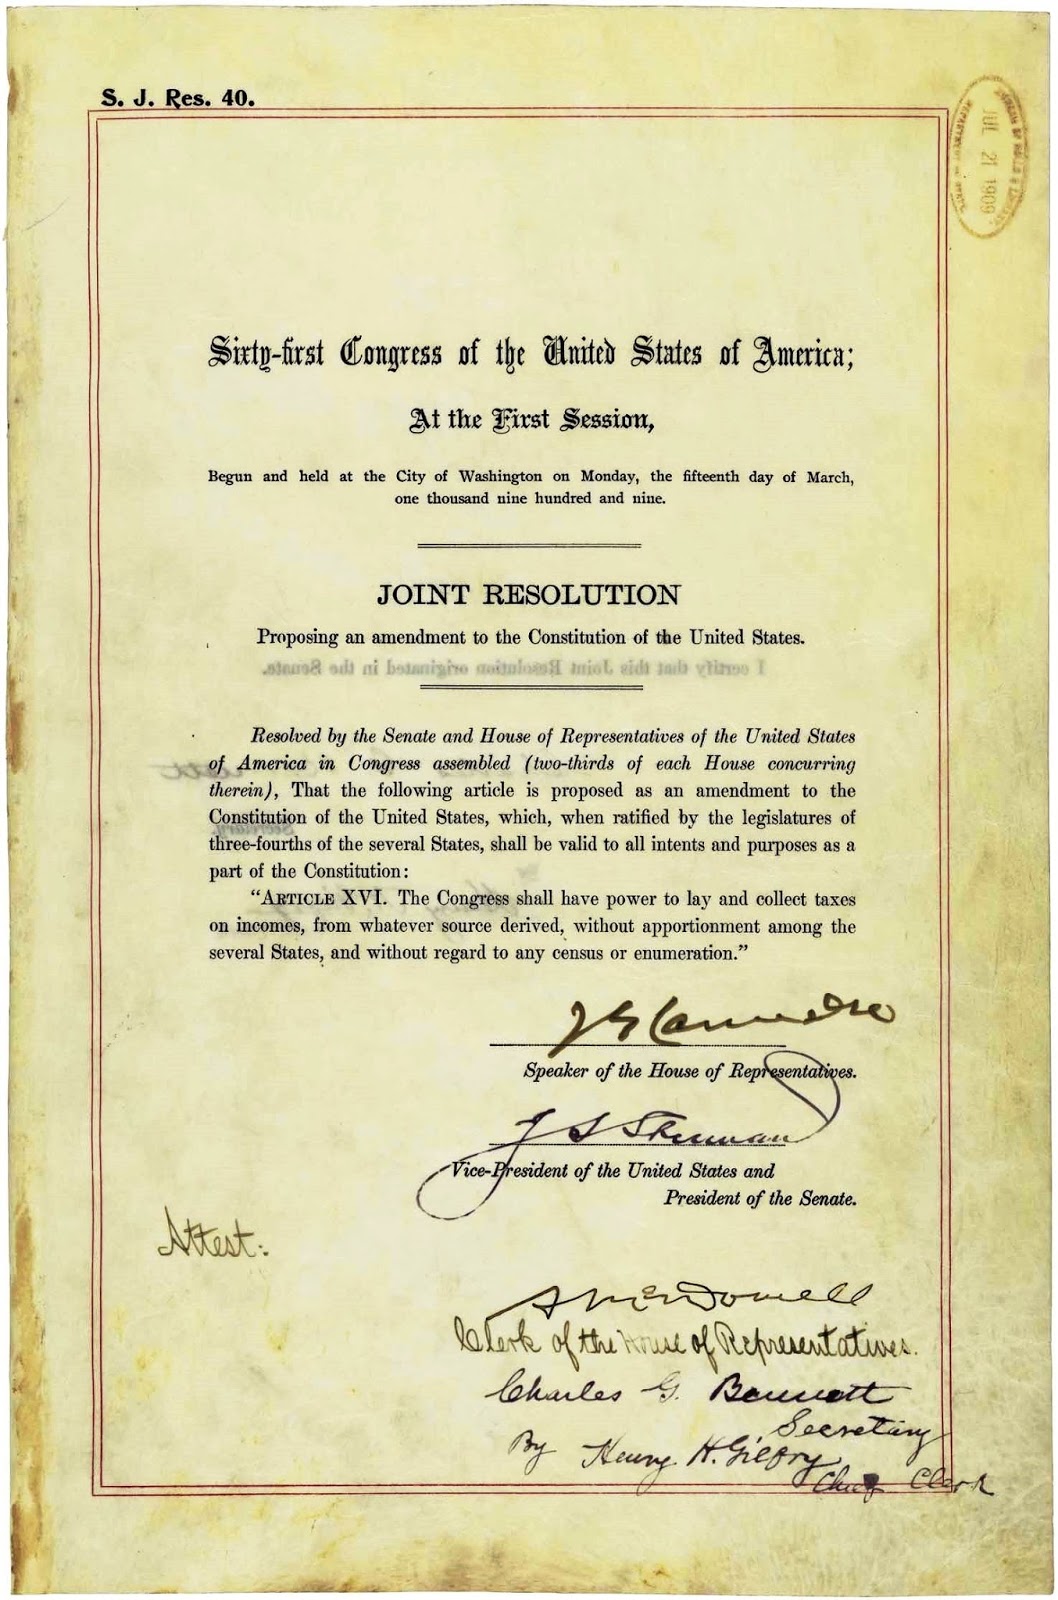 S. J. Res. 40.
JUL 21 1909
Sixty-first Congress of the United States of America;
At the First Session,
Begun and held at the City of Washington on Monday, the fifteenth day of March,
one thousand nine hundred and nine.
JOINT RESOLUTION
Proposing an amendment to the Constitution of the United States.
I certify that this Joint Resolution originated in the Senate.
Resolved by the Senate and House of Representatives of the United States
of America in Congress assembled (two-thirds of each House concurring
therein), That the following article is proposed as an amendment to the
Constitution of the United States, which, when ratified by the legislatures of
Secretary.
three-fourths of the several States, shall be valid to all intents and purposes as a
part of the Constitution:
"ARTICLE XVI. The Congress shall have power to lay and collect taxes
on incomes, from whatever source derived, without apportionment among the
several States, and without regard to any census or enumeration."
J G Cannon
Speaker of the House of Representatives.
J S Sherman
Vice-President of the United States and
President of the Senate.
Attest:
A McDowell
Clerk of the House of Representatives.
Charles G. Bennett
Secretary
By Henry H. Gilfry
Chief Clerk